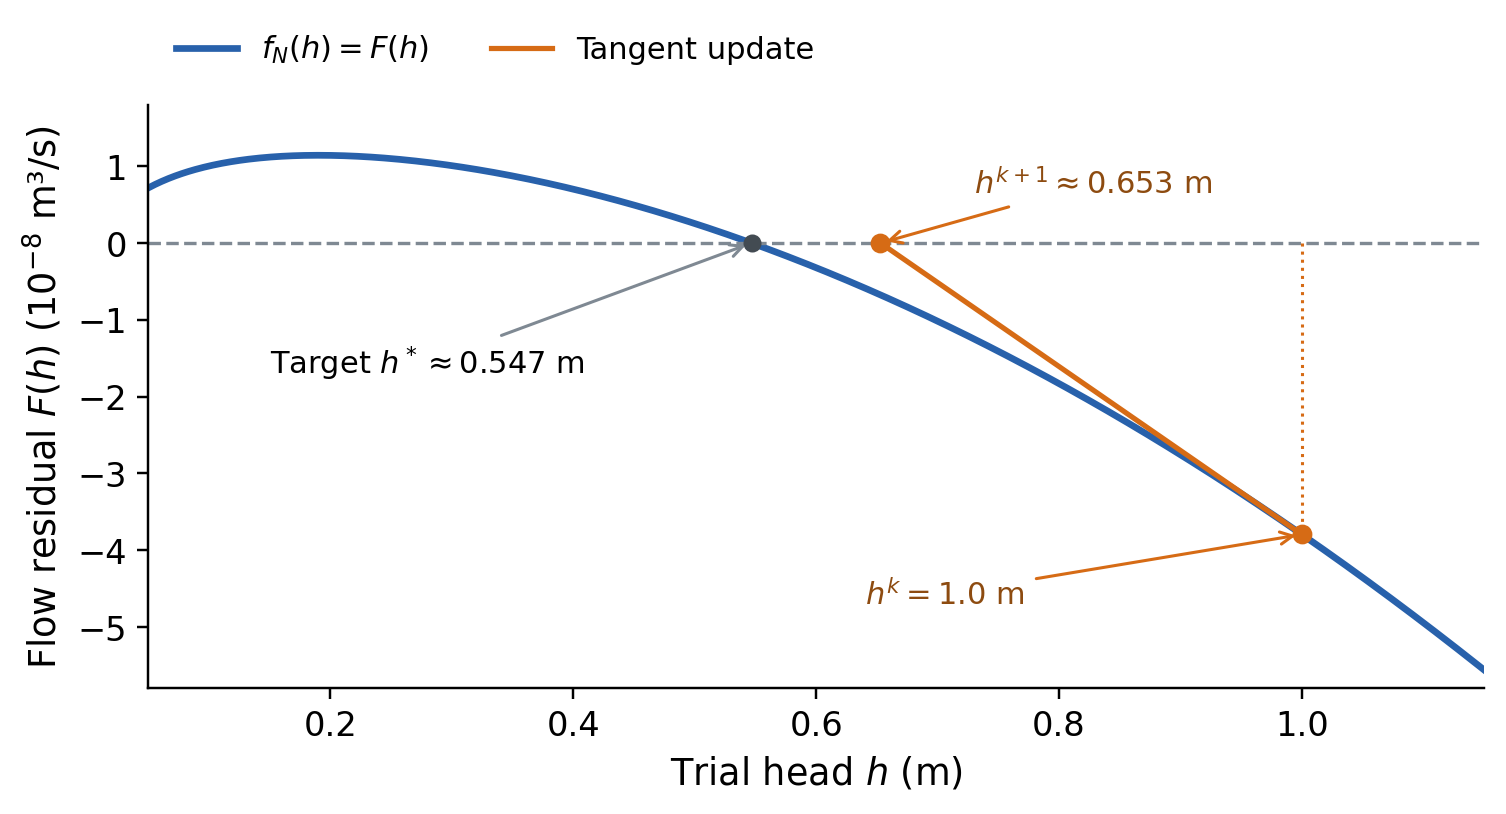 f_N(h) = F(h)
Tangent update
Flow residual F(h) (10⁻⁸ m³/s)
1
0
−1
−2
−3
−4
−5
h^{k+1} ≈ 0.653 m
Target h* ≈ 0.547 m
h^k = 1.0 m
0.2
0.4
0.6
0.8
1.0
Trial head h (m)